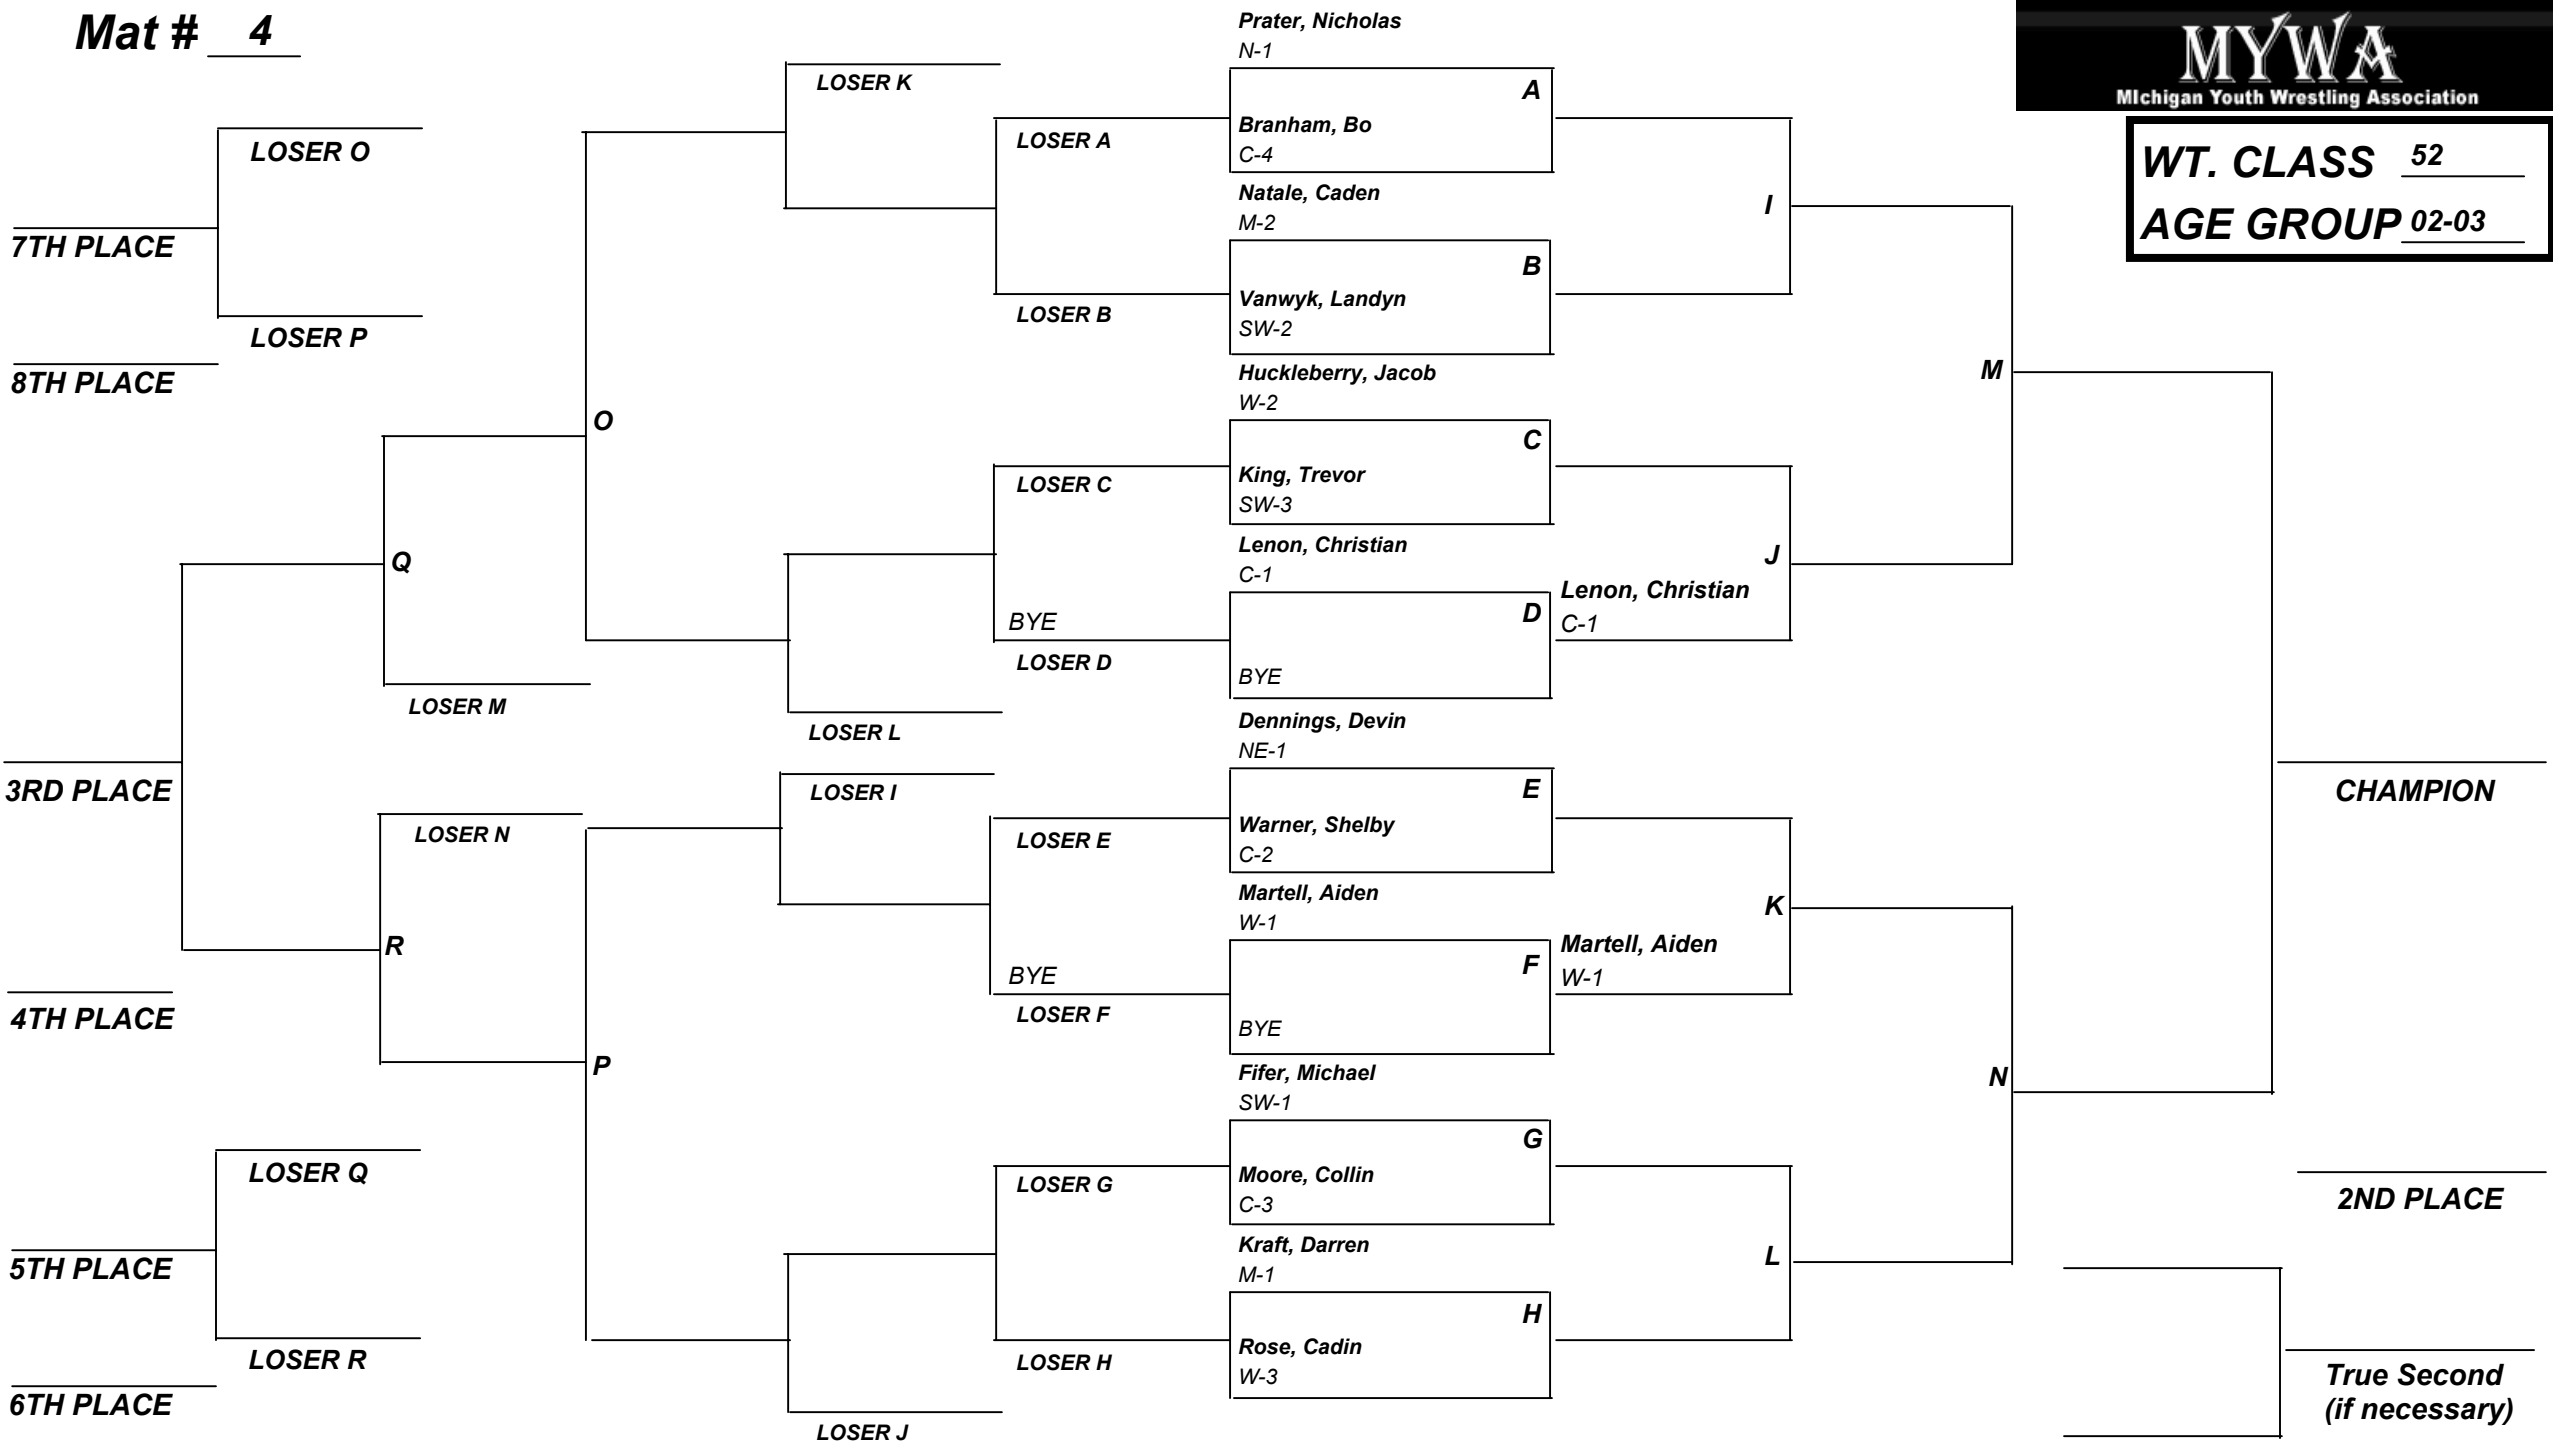 Mat # 4
MYWA
MIchigan Youth Wrestling Association
WT. CLASS 52
AGE GROUP 02-03
LOSER O
7TH PLACE
LOSER P
8TH PLACE
Q
LOSER M
3RD PLACE
LOSER N
R
4TH PLACE
LOSER Q
5TH PLACE
LOSER R
6TH PLACE
O
P
LOSER K
LOSER L
LOSER I
LOSER J
LOSER A
LOSER B
LOSER C
BYE
LOSER D
LOSER E
BYE
LOSER F
LOSER G
LOSER H
Prater, Nicholas
N-1
A
Branham, Bo
C-4
Natale, Caden
M-2
B
Vanwyk, Landyn
SW-2
Huckleberry, Jacob
W-2
C
King, Trevor
SW-3
Lenon, Christian
C-1
D
BYE
Dennings, Devin
NE-1
E
Warner, Shelby
C-2
Martell, Aiden
W-1
F
BYE
Fifer, Michael
SW-1
G
Moore, Collin
C-3
Kraft, Darren
M-1
H
Rose, Cadin
W-3
I
J
Lenon, Christian
C-1
K
Martell, Aiden
W-1
L
M
N
CHAMPION
2ND PLACE
True Second
(if necessary)